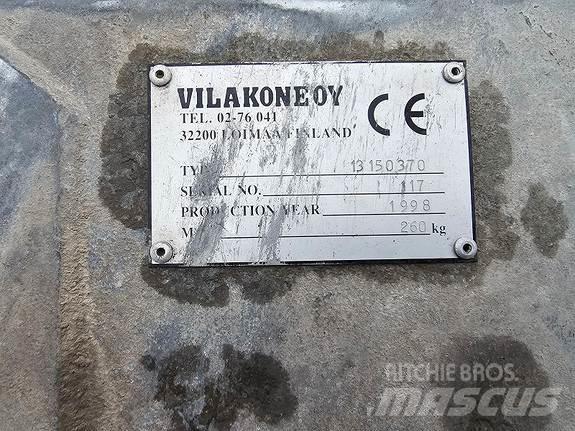 VILAKONE OY
TEL. 02-76 041
32200 LOIMAA FINLAND
CE
TYP 13150370
SERIAL NO. 117
PRODUCTION YEAR 1998
260 kg
RITCHIE BROS.
MASCUS